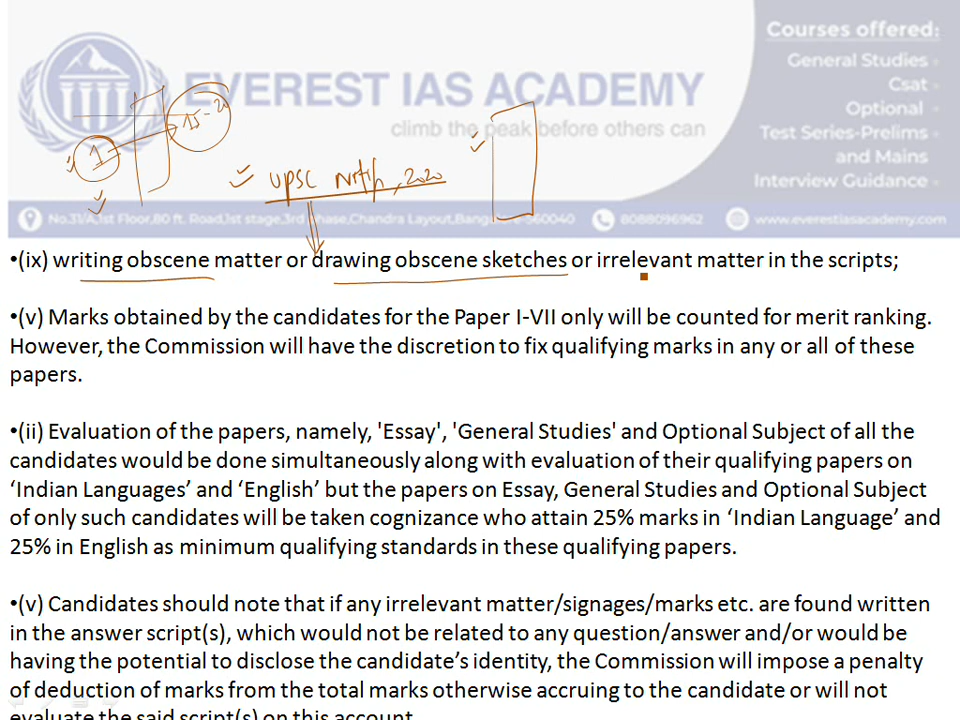 Courses offered:
General Studies
Csat
Optional
Test Series-Prelims
and Mains
Interview Guidance
EVEREST IAS ACADEMY
climb the peak before others can
1
15-20
UPSC Notfn, 2020
No.31/A,1st Floor,80 ft. Road,1st stage,3rd Phase,Chandra Layout, 560040
8088096962
www.everestiasacademy.com
•(ix) writing obscene matter or drawing obscene sketches or irrelevant matter in the scripts;
•(v) Marks obtained by the candidates for the Paper I-VII only will be counted for merit ranking.
However, the Commission will have the discretion to fix qualifying marks in any or all of these
papers.
•(ii) Evaluation of the papers, namely, 'Essay', 'General Studies' and Optional Subject of all the
candidates would be done simultaneously along with evaluation of their qualifying papers on
‘Indian Languages’ and ‘English’ but the papers on Essay, General Studies and Optional Subject
of only such candidates will be taken cognizance who attain 25% marks in ‘Indian Language’ and
25% in English as minimum qualifying standards in these qualifying papers.
•(v) Candidates should note that if any irrelevant matter/signages/marks etc. are found written
in the answer script(s), which would not be related to any question/answer and/or would be
having the potential to disclose the candidate’s identity, the Commission will impose a penalty
of deduction of marks from the total marks otherwise accruing to the candidate or will not
evaluate the said script(s) on this account.